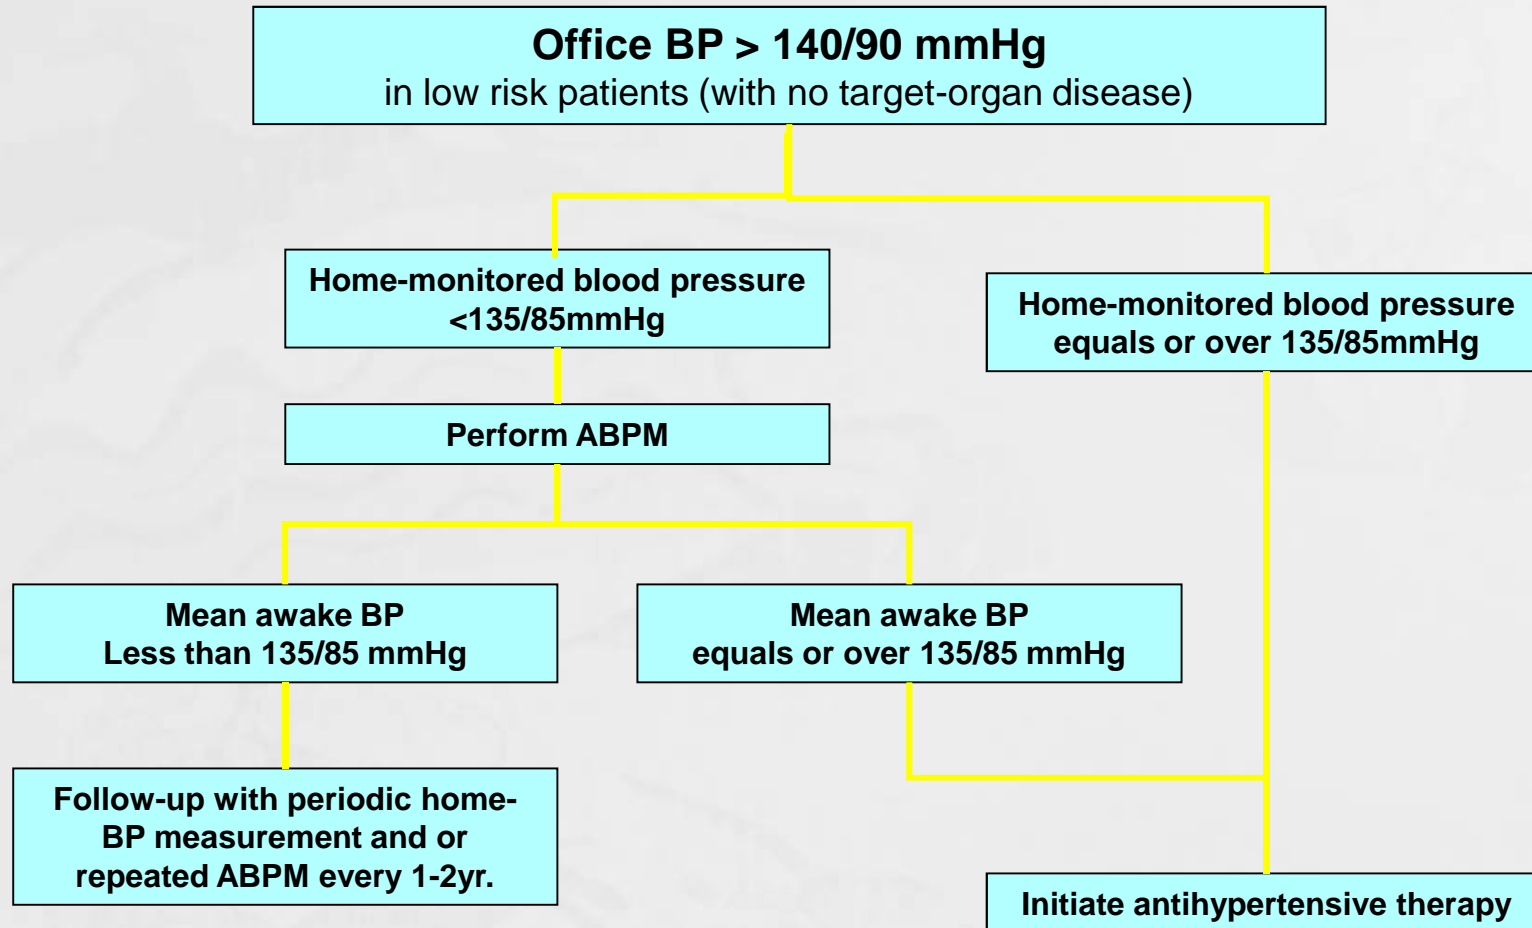 Office BP > 140/90 mmHg
in low risk patients (with no target-organ disease)
Home-monitored blood pressure
<135/85mmHg
Home-monitored blood pressure
equals or over 135/85mmHg
Perform ABPM
Mean awake BP
Less than 135/85 mmHg
Mean awake BP
equals or over 135/85 mmHg
Follow-up with periodic home-
BP measurement and or
repeated ABPM every 1-2yr.
Initiate antihypertensive therapy